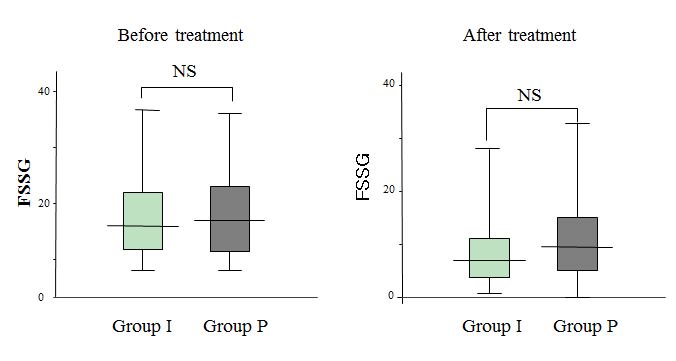 Before treatment
After treatment
NS
NS
40
20
0
FSSG
40
20
0
FSSG
Group I
Group P
Group I
Group P